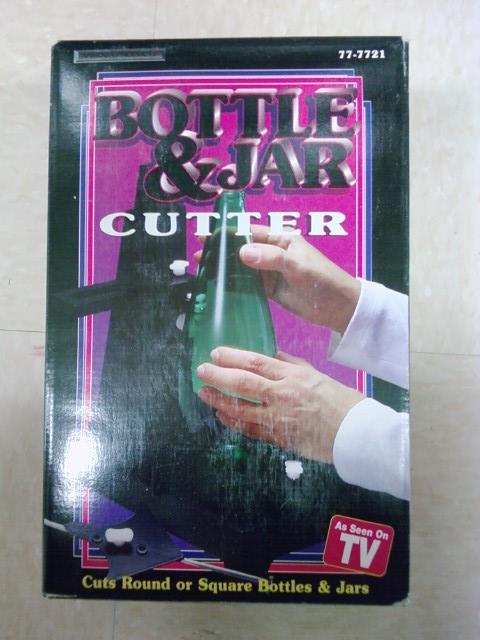 77-7721
BOTTLE
& JAR
CUTTER
As Seen On
TV
Cuts Round or Square Bottles & Jars